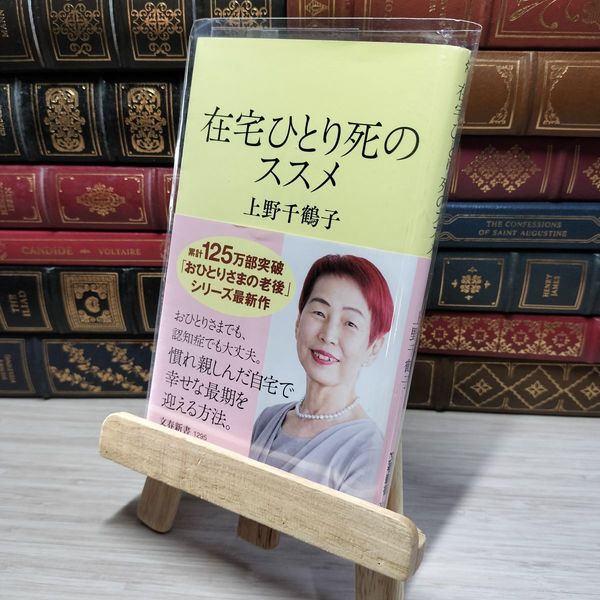 在宅ひとり死の
ススメ
上野千鶴子
累計125万部突破
「おひとりさまの老後」
シリーズ最新作
おひとりさまでも、
認知症でも大丈夫。
慣れ親しんだ自宅で
幸せな最期を
迎える方法。
文春新書 1295
CANDIDE
VOLTAIRE
THE ILIAD
THE CONFESSIONS
OF SAINT AUGUSTINE
HENRY
JAMES